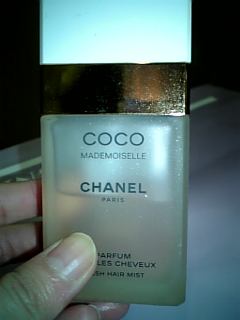 COCO
MADEMOISELLE
CHANEL
PARIS
PARFUM
LES CHEVEUX
HAIR MIST